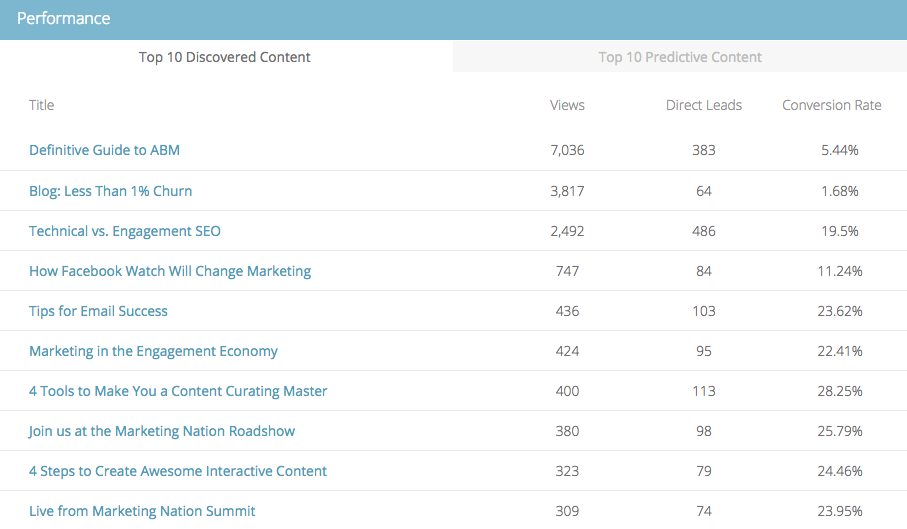 Performance
Top 10 Discovered Content Top 10 Predictive Content
Title Views Direct Leads Conversion Rate
Definitive Guide to ABM 7,036 383 5.44%
Blog: Less Than 1% Churn 3,817 64 1.68%
Technical vs. Engagement SEO 2,492 486 19.5%
How Facebook Watch Will Change Marketing 747 84 11.24%
Tips for Email Success 436 103 23.62%
Marketing in the Engagement Economy 424 95 22.41%
4 Tools to Make You a Content Curating Master 400 113 28.25%
Join us at the Marketing Nation Roadshow 380 98 25.79%
4 Steps to Create Awesome Interactive Content 323 79 24.46%
Live from Marketing Nation Summit 309 74 23.95%